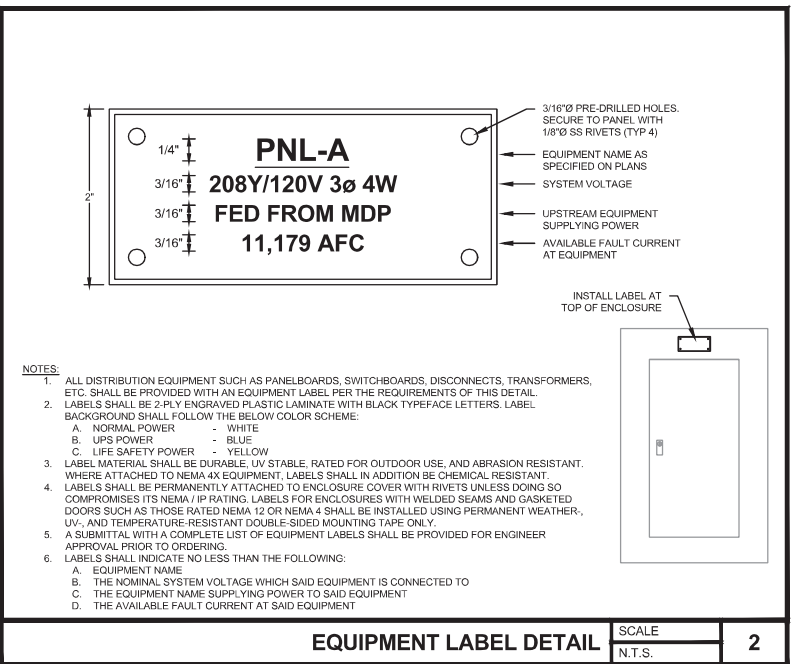 3/16"Ø PRE-DRILLED HOLES.
SECURE TO PANEL WITH
1/8"Ø SS RIVETS (TYP 4)
1/4"
PNL-A
EQUIPMENT NAME AS
SPECIFIED ON PLANS
3/16"
208Y/120V 3ø 4W
SYSTEM VOLTAGE
2"
3/16"
FED FROM MDP
UPSTREAM EQUIPMENT
SUPPLYING POWER
3/16"
11,179 AFC
AVAILABLE FAULT CURRENT
AT EQUIPMENT
INSTALL LABEL AT
TOP OF ENCLOSURE
NOTES:
1. ALL DISTRIBUTION EQUIPMENT SUCH AS PANELBOARDS, SWITCHBOARDS, DISCONNECTS, TRANSFORMERS,
ETC. SHALL BE PROVIDED WITH AN EQUIPMENT LABEL PER THE REQUIREMENTS OF THIS DETAIL.
2. LABELS SHALL BE 2-PLY ENGRAVED PLASTIC LAMINATE WITH BLACK TYPEFACE LETTERS. LABEL
BACKGROUND SHALL FOLLOW THE BELOW COLOR SCHEME:
A. NORMAL POWER - WHITE
B. UPS POWER - BLUE
C. LIFE SAFETY POWER - YELLOW
3. LABEL MATERIAL SHALL BE DURABLE, UV STABLE, RATED FOR OUTDOOR USE, AND ABRASION RESISTANT.
WHERE ATTACHED TO NEMA 4X EQUIPMENT, LABELS SHALL IN ADDITION BE CHEMICAL RESISTANT.
4. LABELS SHALL BE PERMANENTLY ATTACHED TO ENCLOSURE COVER WITH RIVETS UNLESS DOING SO
COMPROMISES ITS NEMA / IP RATING. LABELS FOR ENCLOSURES WITH WELDED SEAMS AND GASKETED
DOORS SUCH AS THOSE RATED NEMA 12 OR NEMA 4 SHALL BE INSTALLED USING PERMANENT WEATHER-,
UV-, AND TEMPERATURE-RESISTANT DOUBLE-SIDED MOUNTING TAPE ONLY.
5. A SUBMITTAL WITH A COMPLETE LIST OF EQUIPMENT LABELS SHALL BE PROVIDED FOR ENGINEER
APPROVAL PRIOR TO ORDERING.
6. LABELS SHALL INDICATE NO LESS THAN THE FOLLOWING:
A. EQUIPMENT NAME
B. THE NOMINAL SYSTEM VOLTAGE WHICH SAID EQUIPMENT IS CONNECTED TO
C. THE EQUIPMENT NAME SUPPLYING POWER TO SAID EQUIPMENT
D. THE AVAILABLE FAULT CURRENT AT SAID EQUIPMENT
EQUIPMENT LABEL DETAIL
SCALE
N.T.S.
2